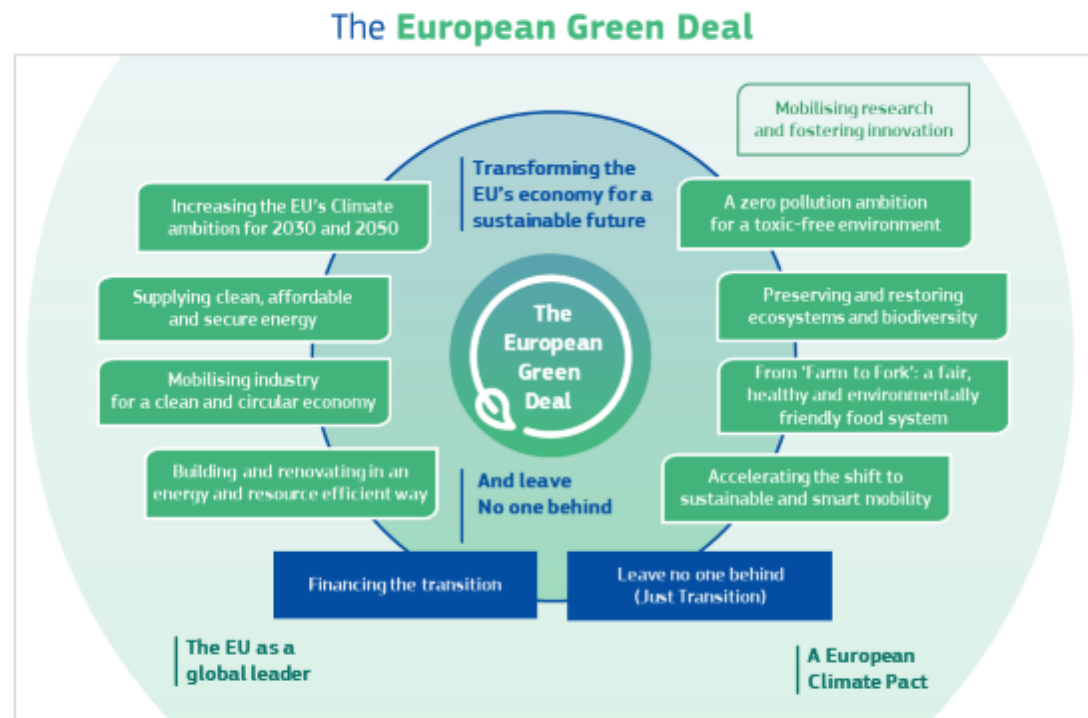 The European Green Deal
Mobilising research
and fostering innovation
Transforming the
EU's economy for a
sustainable future
Increasing the EU's Climate
ambition for 2030 and 2050
A zero pollution ambition
for a toxic-free environment
Supplying clean, affordable
and secure energy
The
European
Green
Deal
Preserving and restoring
ecosystems and biodiversity
Mobilising industry
for a clean and circular economy
From 'Farm to Fork': a fair,
healthy and environmentally
friendly food system
Building and renovating in an
energy and resource efficient way
And leave
No one behind
Accelerating the shift to
sustainable and smart mobility
Financing the transition
Leave no one behind
(Just Transition)
The EU as a
global leader
A European
Climate Pact